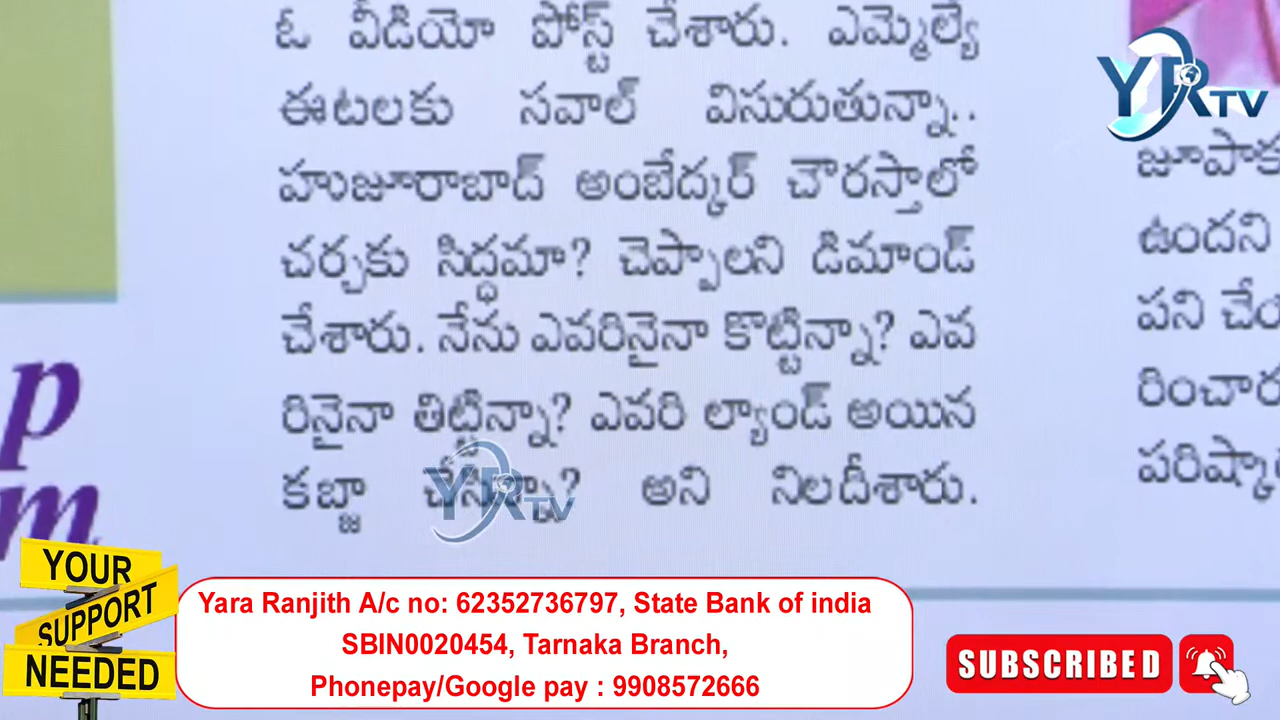 ఓ వీడియో పోస్ట్ చేశారు. ఎమ్మెల్యే
ఈటలకు సవాల్ విసురుతున్నా..
హుజూరాబాద్ అంబేద్కర్ చౌరస్తాలో
చర్చకు సిద్ధమా? చెప్పాలని డిమాండ్
చేశారు. నేను ఎవరినైనా కొట్టిన్నా? ఎవ
రినైనా తిట్టిన్నా? ఎవరి ల్యాండ్ అయిన
కబ్జా చేసిన్నా? అని నిలదీశారు.
జూపాక
ఉందని
పని చేయ
రించార
పరిష్కా
p
m
YRTV
YRTV
YOUR
SUPPORT
NEEDED
Yara Ranjith A/c no: 62352736797, State Bank of india
SBIN0020454, Tarnaka Branch,
Phonepay/Google pay : 9908572666
SUBSCRIBED